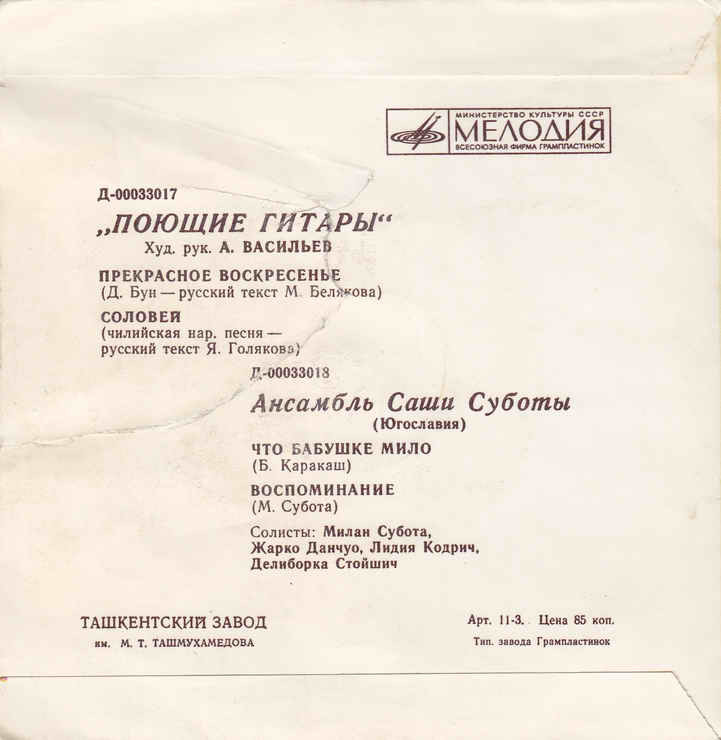 МИНИСТЕРСТВО КУЛЬТУРЫ СССР
МЕЛОДИЯ
ВСЕСОЮЗНАЯ ФИРМА ГРАМПЛАСТИНОК
Д-00033017
„ПОЮЩИЕ ГИТАРЫ“
Худ. рук. А. ВАСИЛЬЕВ
ПРЕКРАСНОЕ ВОСКРЕСЕНЬЕ
(Д. Бун — русский текст М. Белякова)
СОЛОВЕЙ
(чилийская нар. песня —
русский текст Я. Голякова)
Д-00033018
Ансамбль Саши Суботы
(Югославия)
ЧТО БАБУШКЕ МИЛО
(Б. Каракаш)
ВОСПОМИНАНИЕ
(М. Субота)
Солисты: Милан Субота,
Жарко Данчуо, Лидия Кодрич,
Делиборка Стойшич
ТАШКЕНТСКИЙ ЗАВОД
им. М. Т. ТАШМУХАМЕДОВА
Арт. 11-3. Цена 85 коп.
Тип. завода Грампластинок